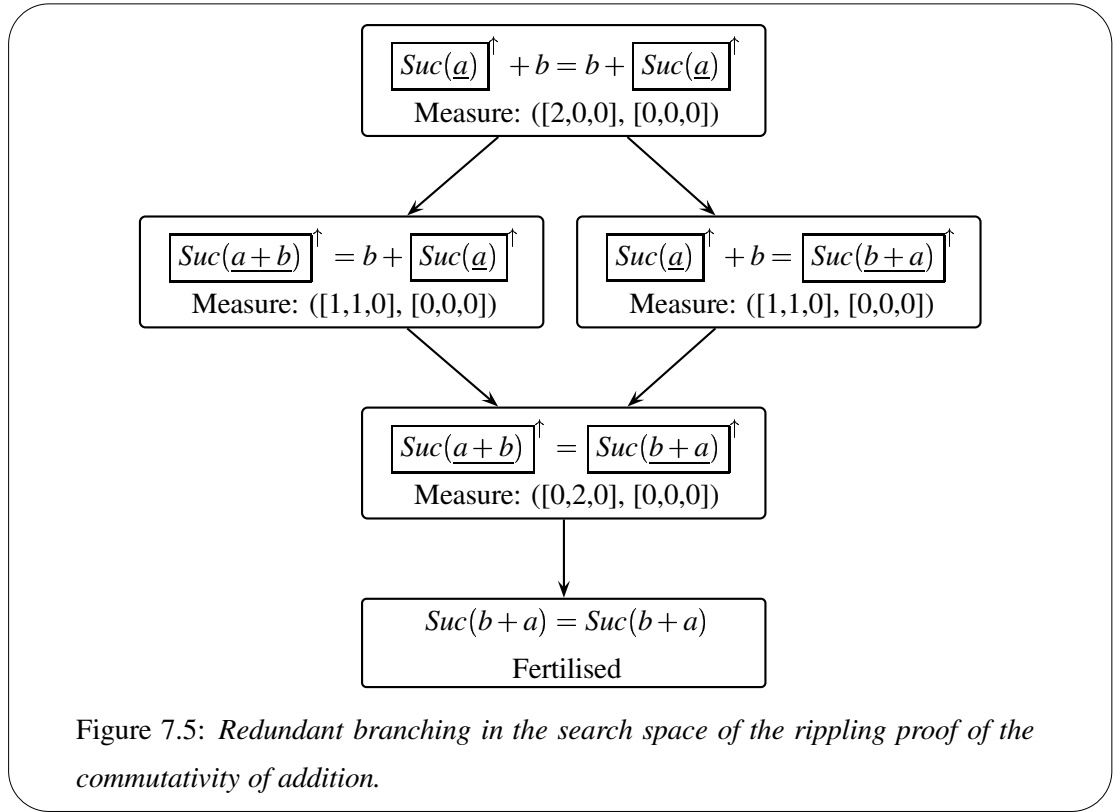 Suc(a)↑ + b = b + Suc(a)↑
Measure: ([2,0,0], [0,0,0])
Suc(a + b)↑ = b + Suc(a)↑
Measure: ([1,1,0], [0,0,0])
Suc(a)↑ + b = Suc(b + a)↑
Measure: ([1,1,0], [0,0,0])
Suc(a + b)↑ = Suc(b + a)↑
Measure: ([0,2,0], [0,0,0])
Suc(b + a) = Suc(b + a)
Fertilised
Figure 7.5: Redundant branching in the search space of the rippling proof of the
commutativity of addition.